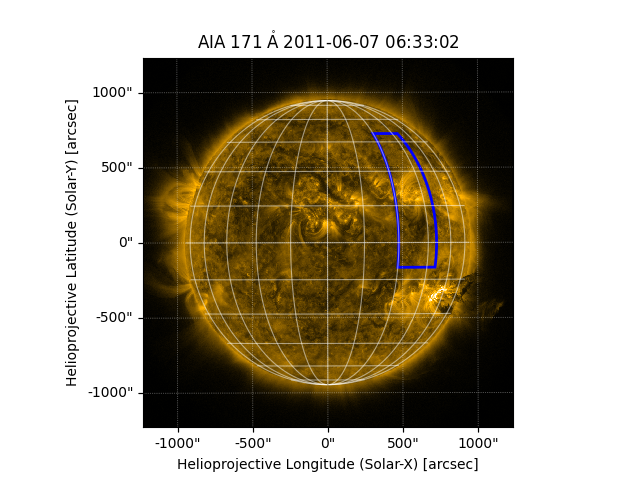 AIA 171 Å 2011-06-07 06:33:02
1000"
500"
0"
-500"
-1000"
Helioprojective Latitude (Solar-Y) [arcsec]
-1000" -500" 0" 500" 1000"
Helioprojective Longitude (Solar-X) [arcsec]